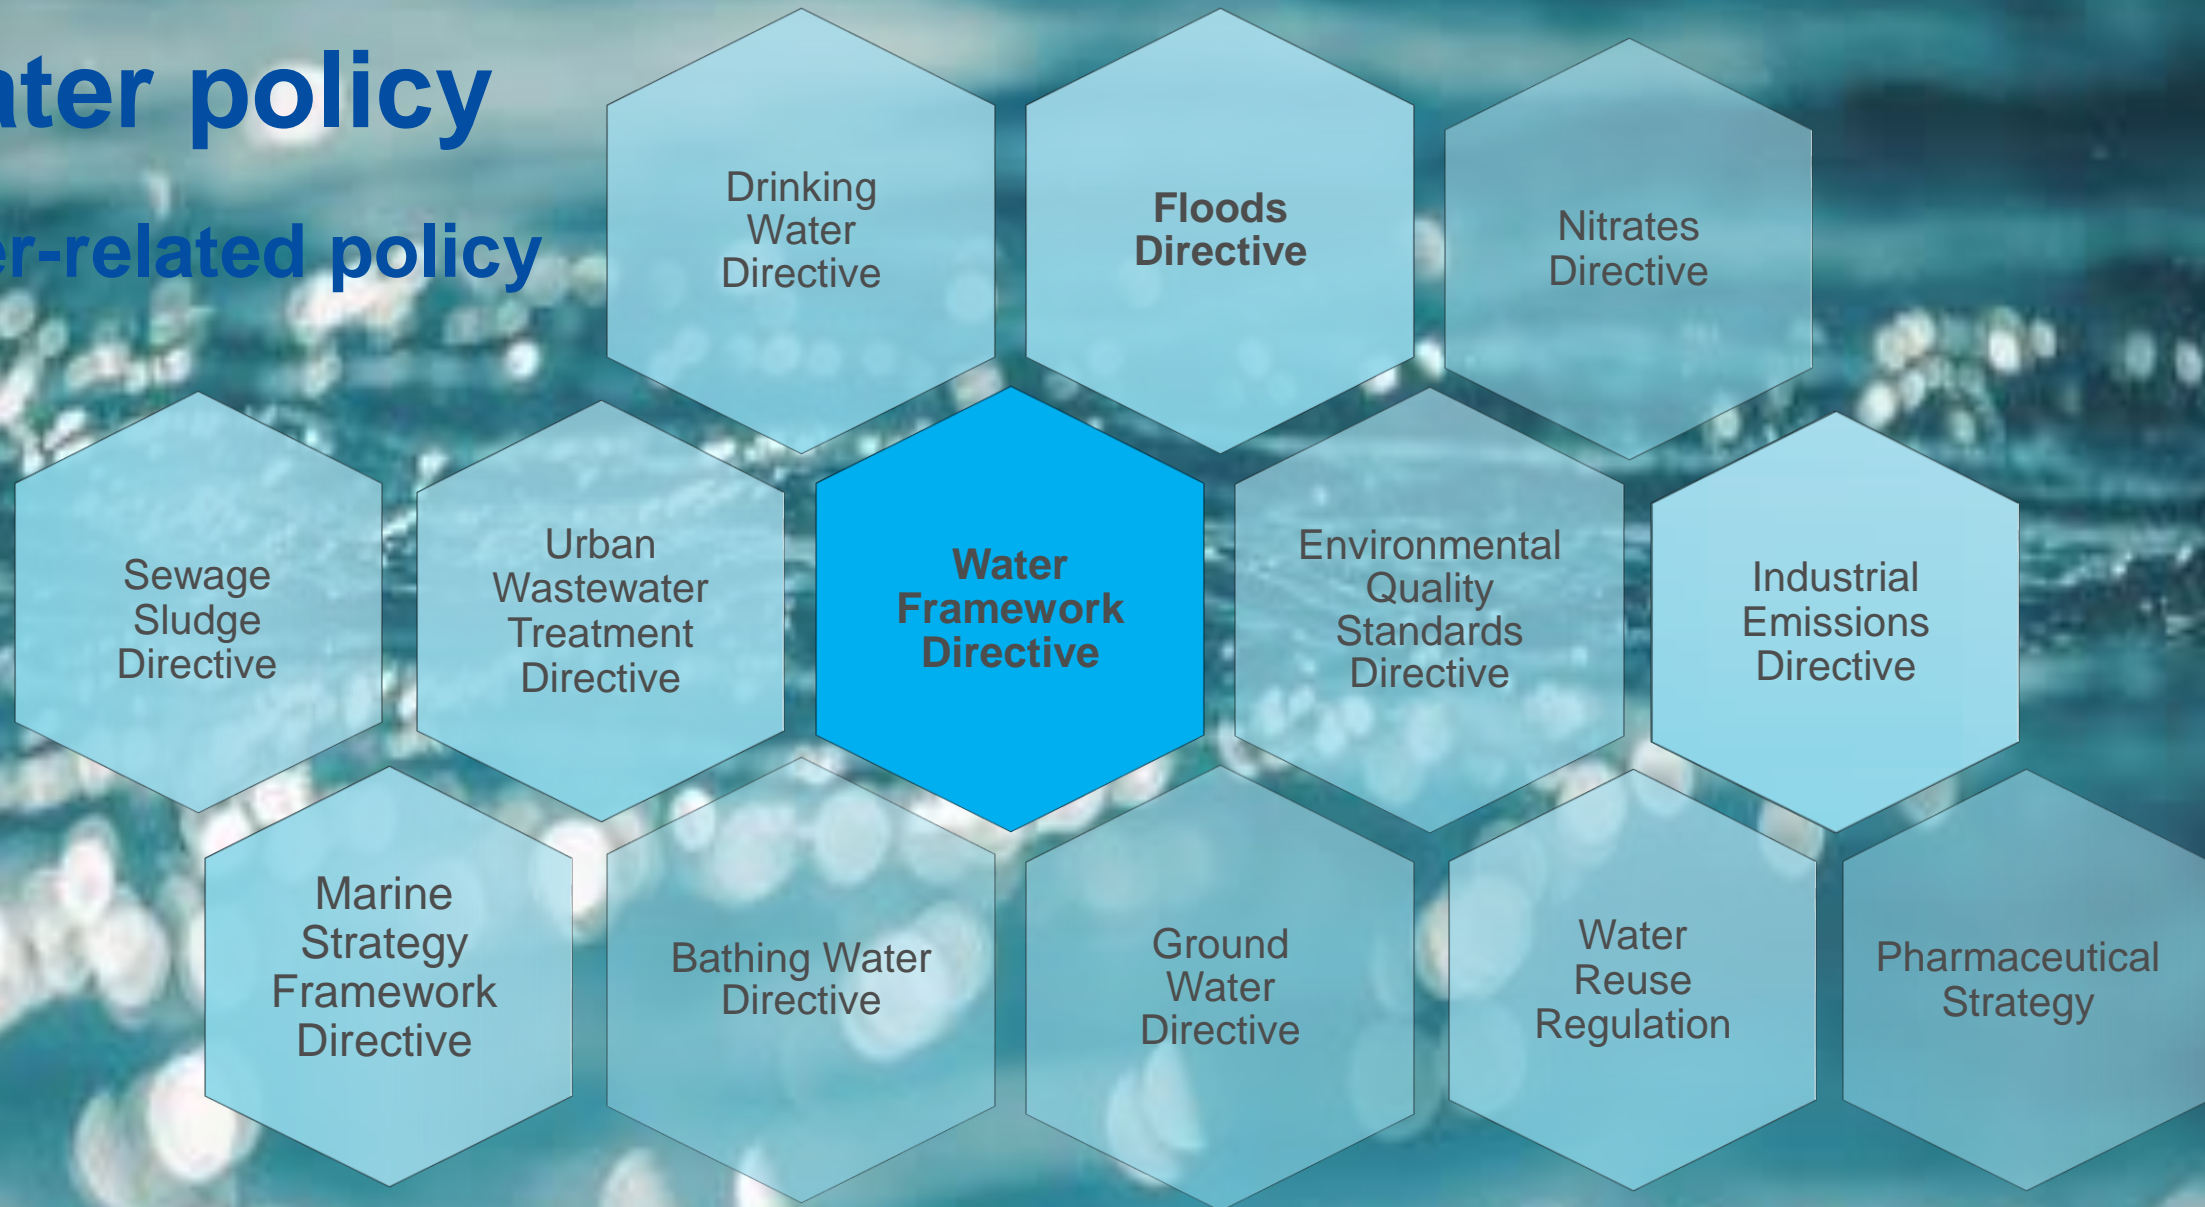 ater policy
er-related policy
Drinking
Water
Directive
Floods
Directive
Nitrates
Directive
Sewage
Sludge
Directive
Urban
Wastewater
Treatment
Directive
Water
Framework
Directive
Environmental
Quality
Standards
Directive
Industrial
Emissions
Directive
Marine
Strategy
Framework
Directive
Bathing Water
Directive
Ground
Water
Directive
Water
Reuse
Regulation
Pharmaceutical
Strategy